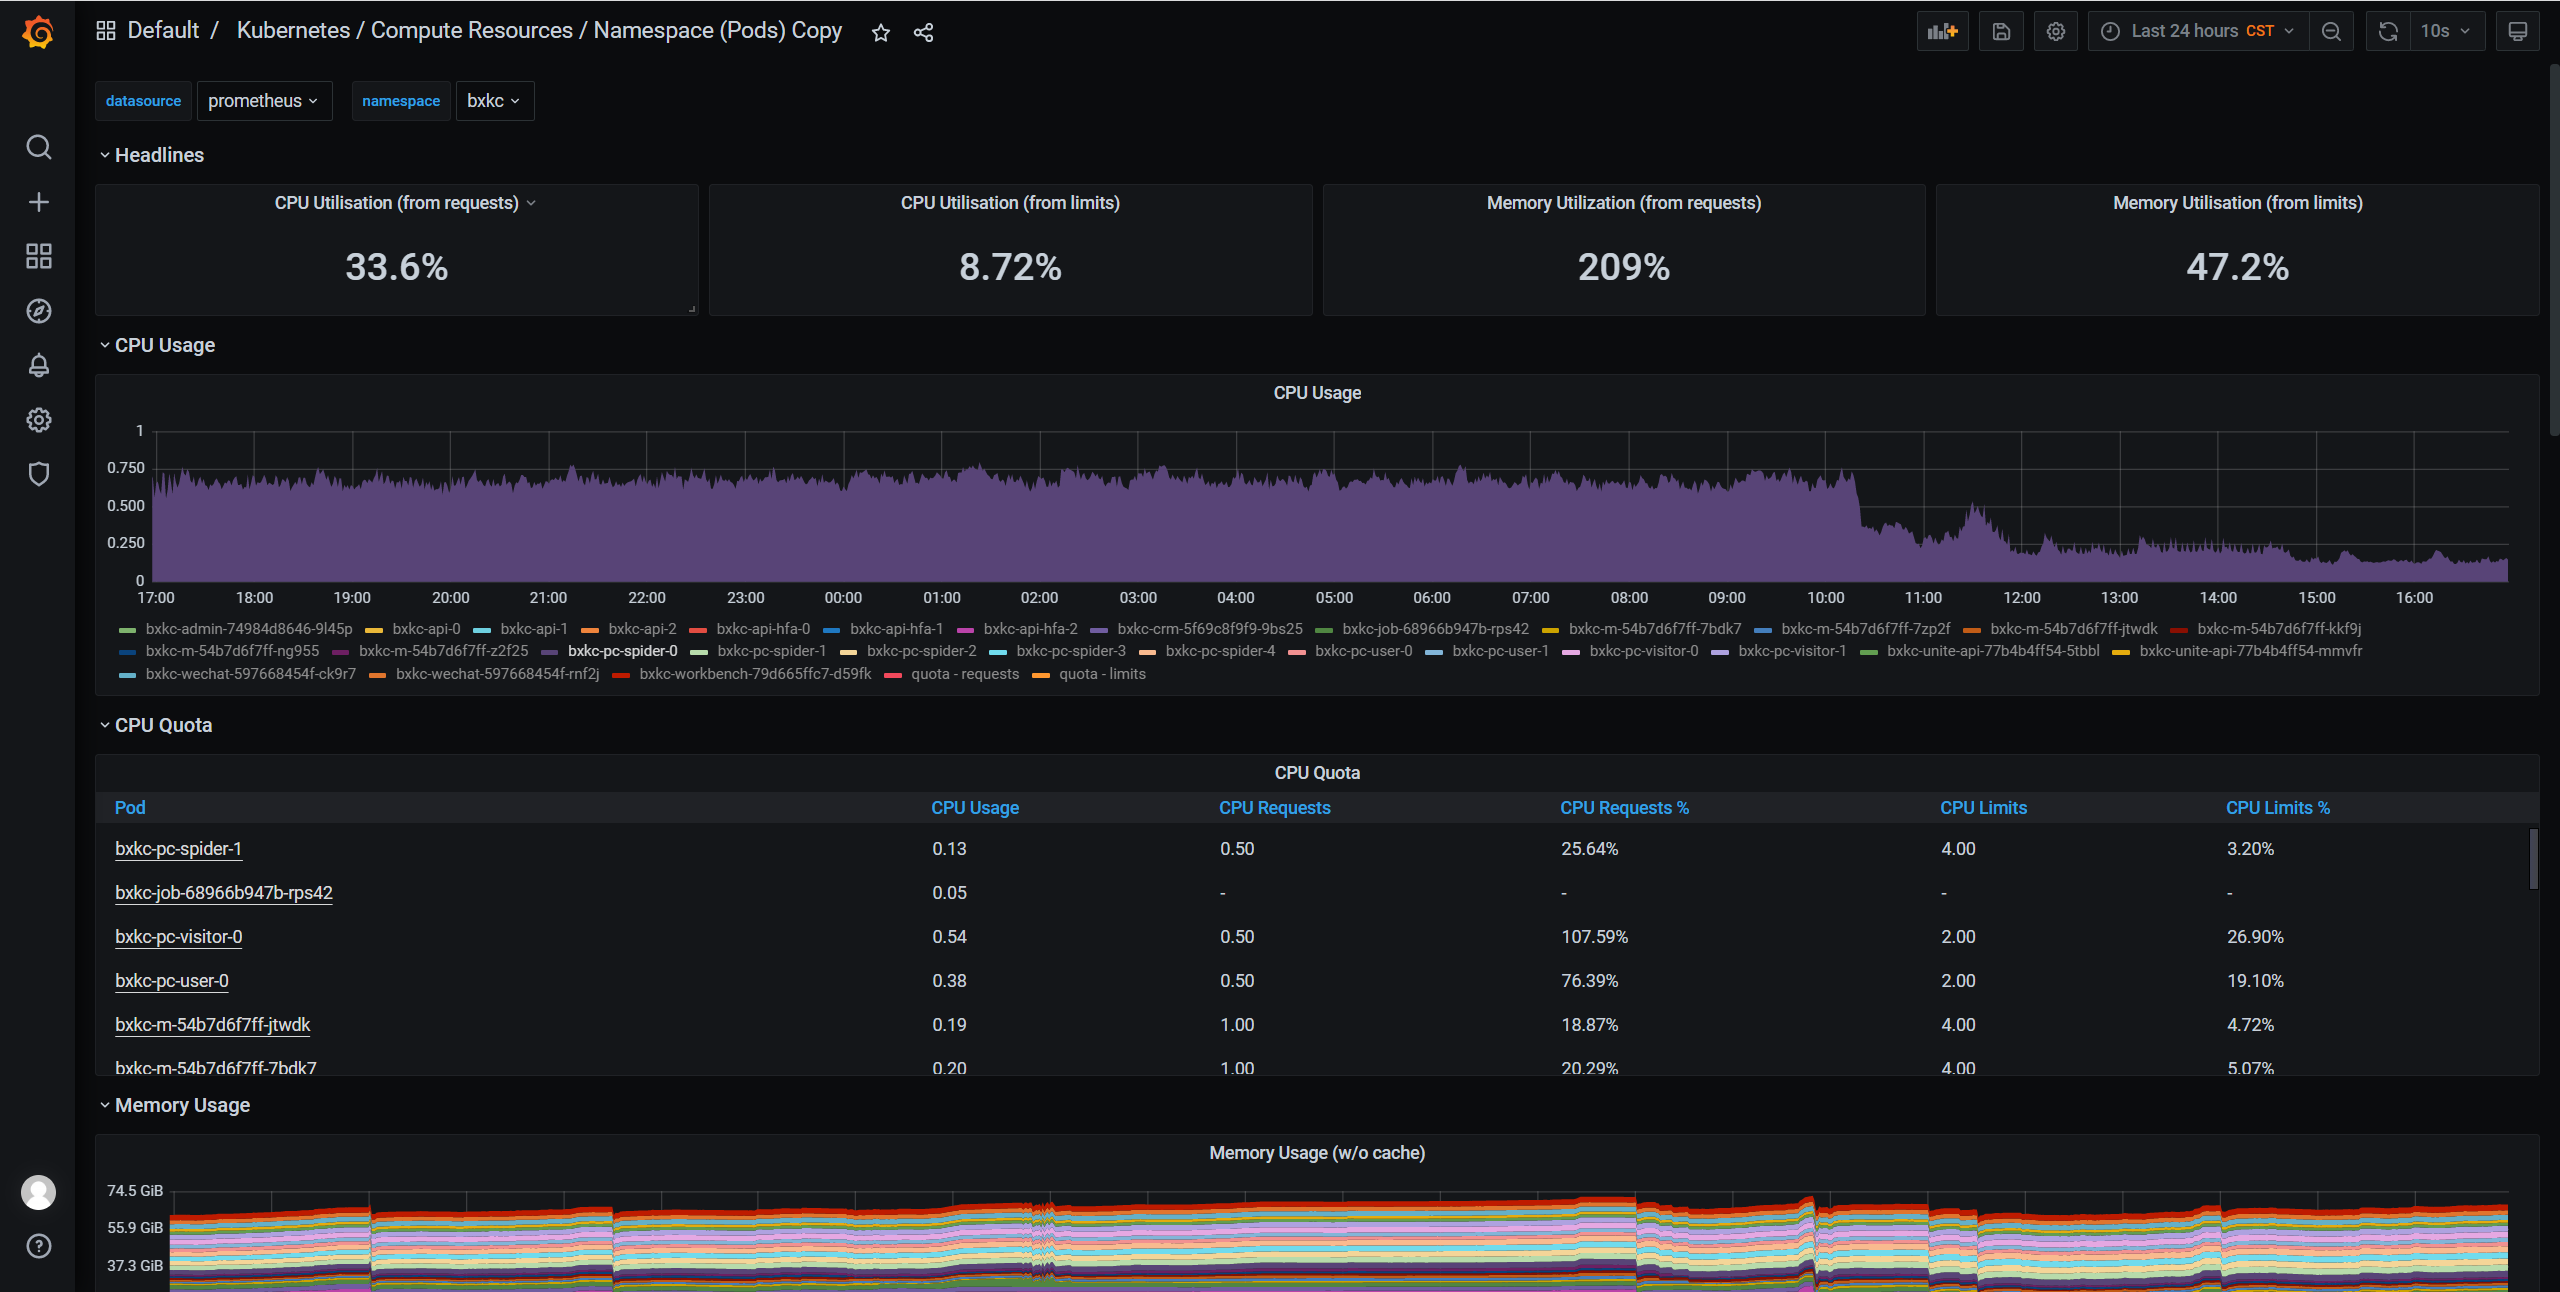 Default / Kubernetes / Compute Resources / Namespace (Pods) Copy
Last 24 hours CST
10s
datasource prometheus namespace bxkc
Headlines
CPU Utilisation (from requests)
33.6%
CPU Utilisation (from limits)
8.72%
Memory Utilization (from requests)
209%
Memory Utilisation (from limits)
47.2%
CPU Usage
CPU Usage
1
0.750
0.500
0.250
0
17:00 18:00 19:00 20:00 21:00 22:00 23:00 00:00 01:00 02:00 03:00 04:00 05:00 06:00 07:00 08:00 09:00 10:00 11:00 12:00 13:00 14:00 15:00 16:00
bxkc-admin-74984d8646-9l45p bxkc-api-0 bxkc-api-1 bxkc-api-2 bxkc-api-hfa-0 bxkc-api-hfa-1 bxkc-api-hfa-2 bxkc-crm-5f69c8f9f9-9bs25 bxkc-job-68966b947b-rps42 bxkc-m-54b7d6f7ff-7bdk7 bxkc-m-54b7d6f7ff-7zp2f bxkc-m-54b7d6f7ff-jtwdk bxkc-m-54b7d6f7ff-kkf9j
bxkc-m-54b7d6f7ff-ng955 bxkc-m-54b7d6f7ff-z2f25 bxkc-pc-spider-0 bxkc-pc-spider-1 bxkc-pc-spider-2 bxkc-pc-spider-3 bxkc-pc-spider-4 bxkc-pc-user-0 bxkc-pc-user-1 bxkc-pc-visitor-0 bxkc-pc-visitor-1 bxkc-unite-api-77b4b4ff54-5tbbl bxkc-unite-api-77b4b4ff54-mmvfr
bxkc-wechat-597668454f-ck9r7 bxkc-wechat-597668454f-rnf2j bxkc-workbench-79d665ffc7-d59fk quota - requests quota - limits
CPU Quota
CPU Quota
Pod CPU Usage CPU Requests CPU Requests % CPU Limits CPU Limits %
bxkc-pc-spider-1 0.13 0.50 25.64% 4.00 3.20%
bxkc-job-68966b947b-rps42 0.05 - - - -
bxkc-pc-visitor-0 0.54 0.50 107.59% 2.00 26.90%
bxkc-pc-user-0 0.38 0.50 76.39% 2.00 19.10%
bxkc-m-54b7d6f7ff-jtwdk 0.19 1.00 18.87% 4.00 4.72%
bxkc-m-54b7d6f7ff-7bdk7 0.20 1.00 20.29% 4.00 5.07%
Memory Usage
Memory Usage (w/o cache)
74.5 GiB
55.9 GiB
37.3 GiB